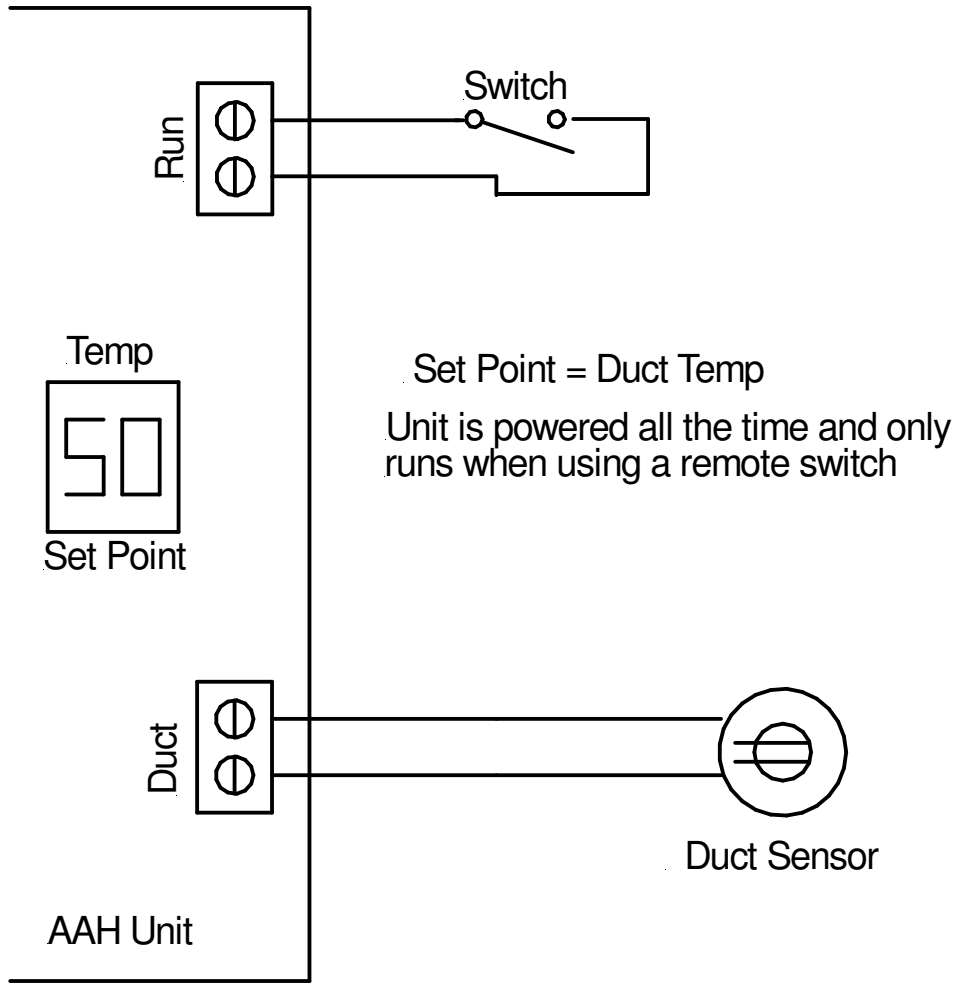 Switch
Run
Temp
50
Set Point
Set Point = Duct Temp
Unit is powered all the time and only
runs when using a remote switch
Duct
Duct Sensor
AAH Unit